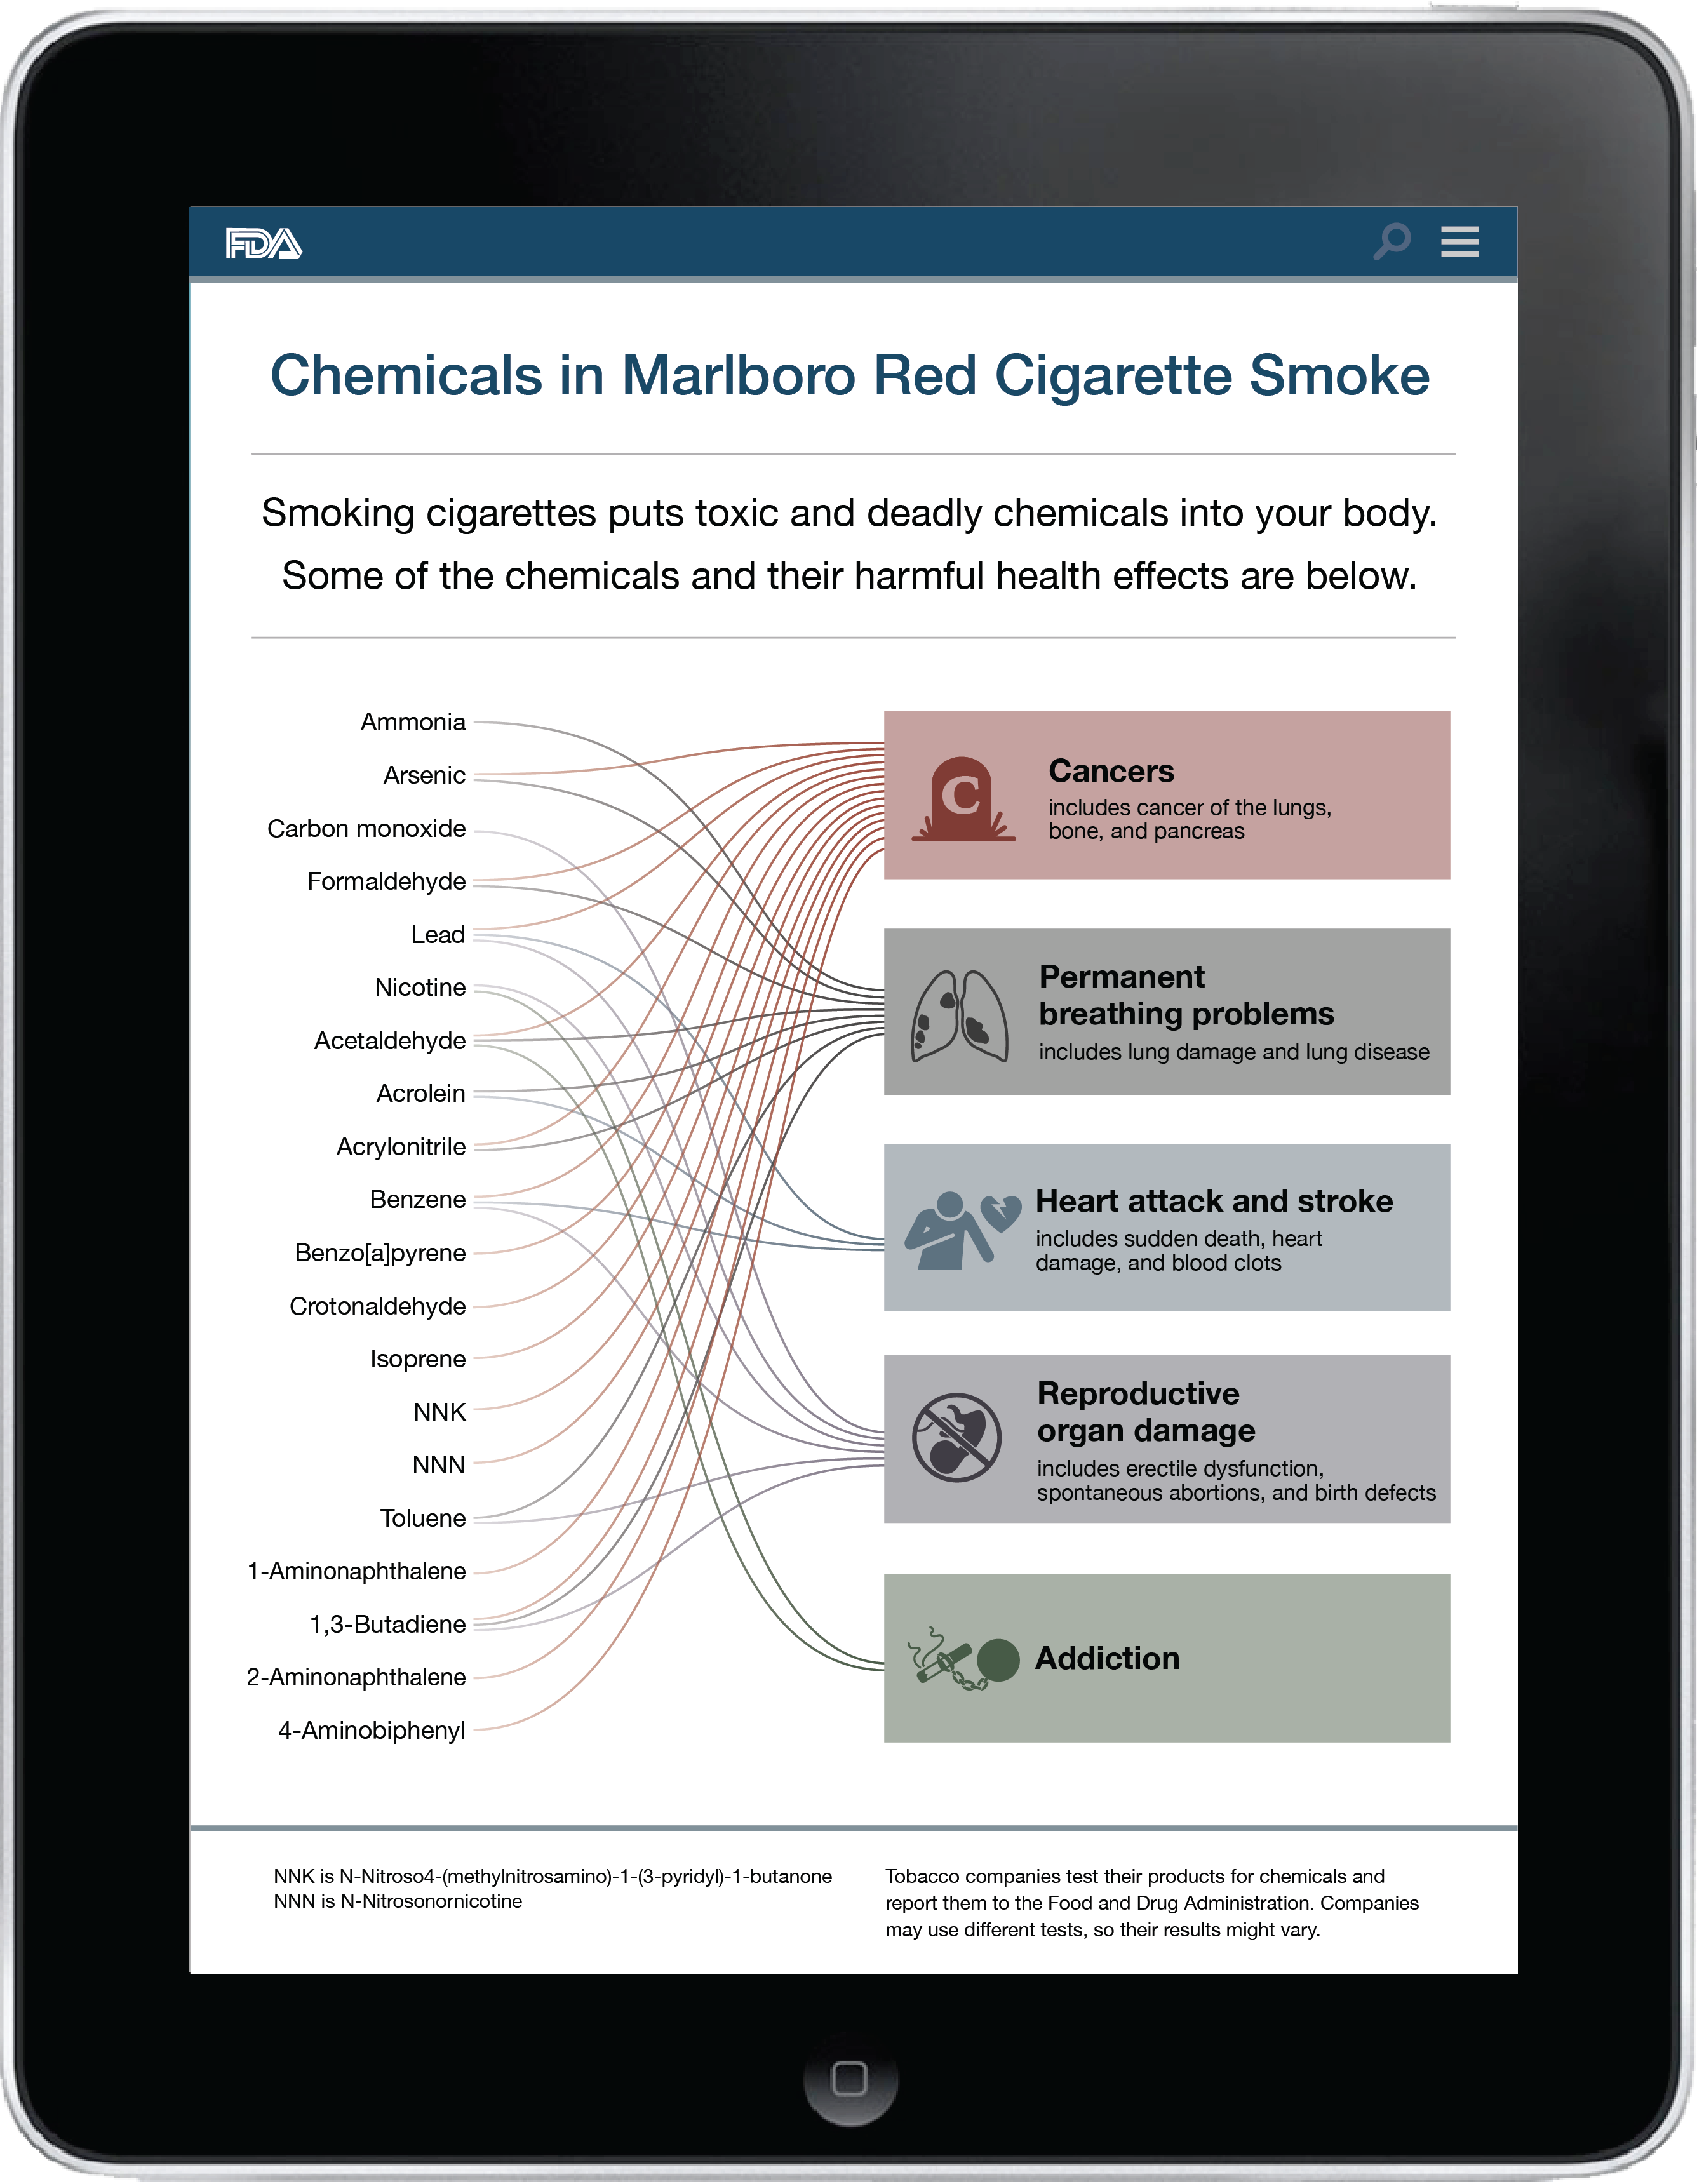 FDA
Chemicals in Marlboro Red Cigarette Smoke
Smoking cigarettes puts toxic and deadly chemicals into your body.
Some of the chemicals and their harmful health effects are below.
Ammonia
Arsenic
Carbon monoxide
Formaldehyde
Lead
Nicotine
Acetaldehyde
Acrolein
Acrylonitrile
Benzene
Benzo[a]pyrene
Crotonaldehyde
Isoprene
NNK
NNN
Toluene
1-Aminonaphthalene
1,3-Butadiene
2-Aminonaphthalene
4-Aminobiphenyl
C
Cancers
includes cancer of the lungs,
bone, and pancreas
Permanent
breathing problems
includes lung damage and lung disease
Heart attack and stroke
includes sudden death, heart
damage, and blood clots
Reproductive
organ damage
includes erectile dysfunction,
spontaneous abortions, and birth defects
Addiction
NNK is N-Nitroso4-(methylnitrosamino)-1-(3-pyridyl)-1-butanone
NNN is N-Nitrosonornicotine
Tobacco companies test their products for chemicals and
report them to the Food and Drug Administration. Companies
may use different tests, so their results might vary.